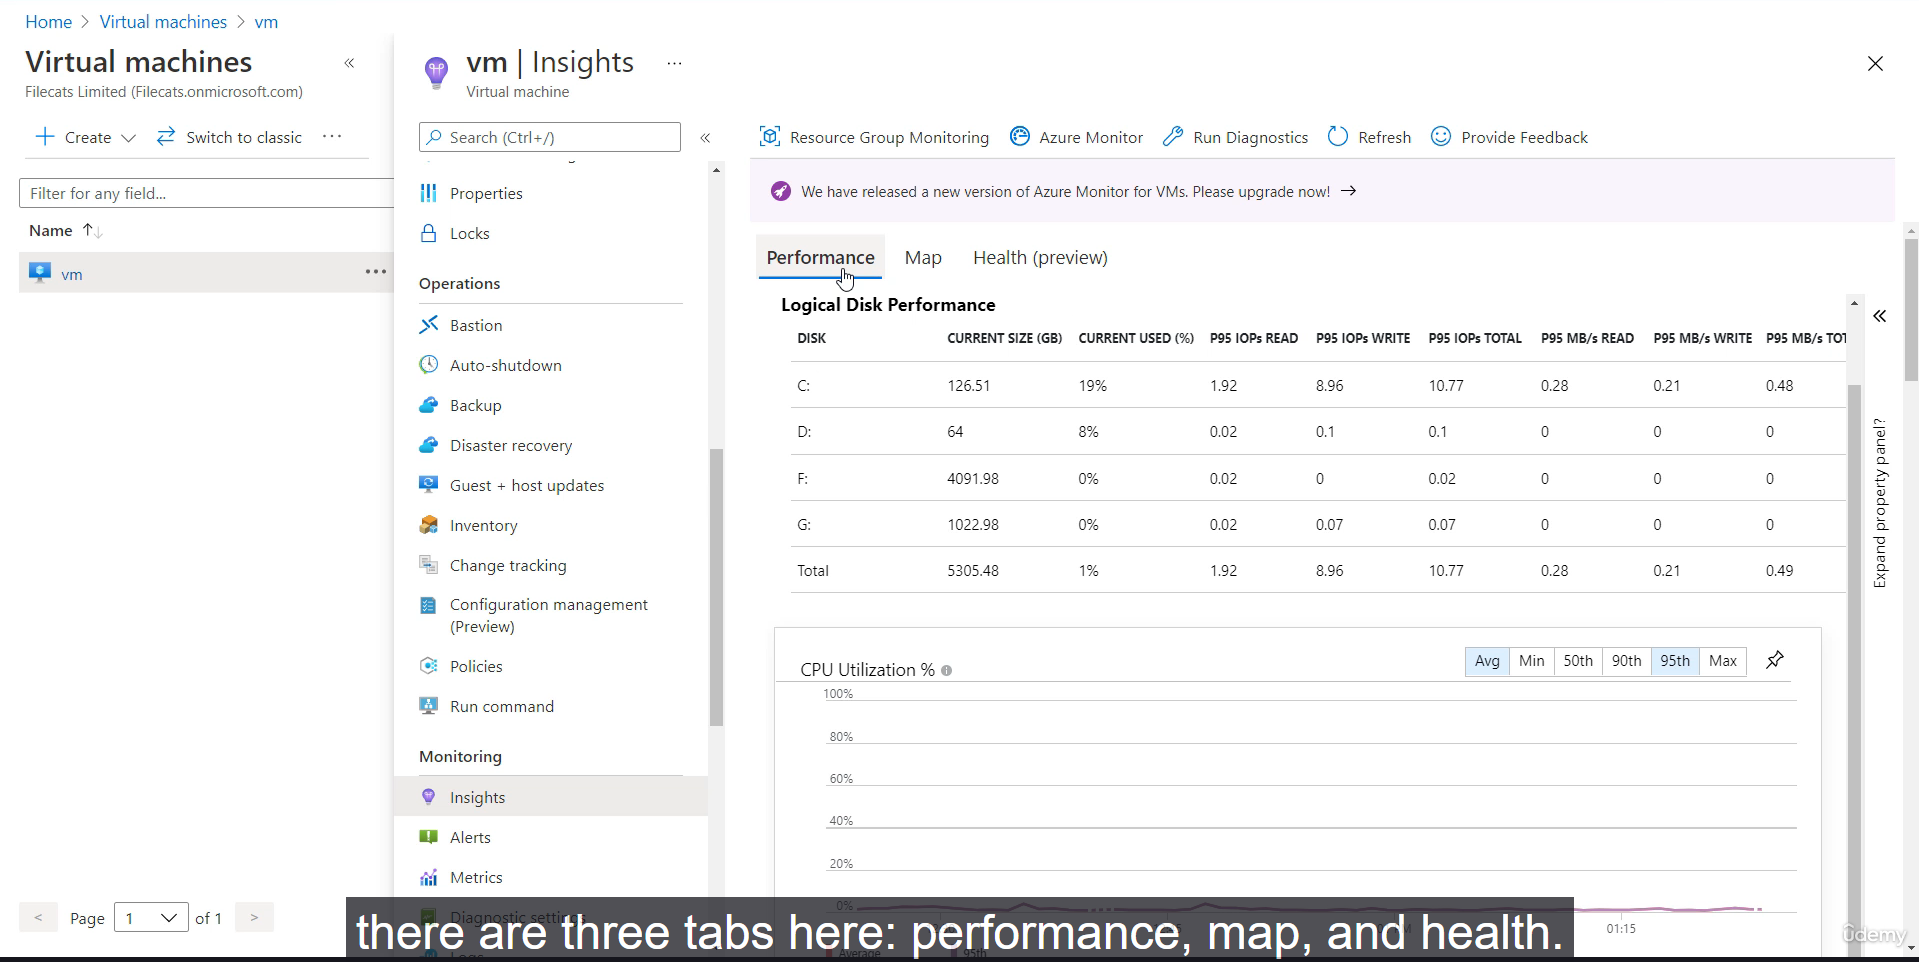 Home > Virtual machines > vm
Virtual machines
Filecats Limited (Filecats.onmicrosoft.com)
+ Create
Switch to classic
...
Filter for any field...
Name
vm
...
< Page 1 of 1 >
vm | Insights ...
Virtual machine
Search (Ctrl+/)
Properties
Locks
Operations
Bastion
Auto-shutdown
Backup
Disaster recovery
Guest + host updates
Inventory
Change tracking
Configuration management
(Preview)
Policies
Run command
Monitoring
Insights
Alerts
Metrics
Diagnostic settings
Logs
Resource Group Monitoring
Azure Monitor
Run Diagnostics
Refresh
Provide Feedback
We have released a new version of Azure Monitor for VMs. Please upgrade now! →
Performance Map Health (preview)
Logical Disk Performance
DISK CURRENT SIZE (GB) CURRENT USED (%) P95 IOPs READ P95 IOPs WRITE P95 IOPs TOTAL P95 MB/s READ P95 MB/s WRITE P95 MB/s TOT
C: 126.51 19% 1.92 8.96 10.77 0.28 0.21 0.48
D: 64 8% 0.02 0.1 0.1 0 0 0
F: 4091.98 0% 0.02 0 0.02 0 0 0
G: 1022.98 0% 0.02 0.07 0.07 0 0 0
Total 5305.48 1% 1.92 8.96 10.77 0.28 0.21 0.49
Expand property panel?
CPU Utilization %
Avg Min 50th 90th 95th Max
100%
80%
60%
40%
20%
0%
01:15
Average 95th
there are three tabs here: performance, map, and health.
ûdemy